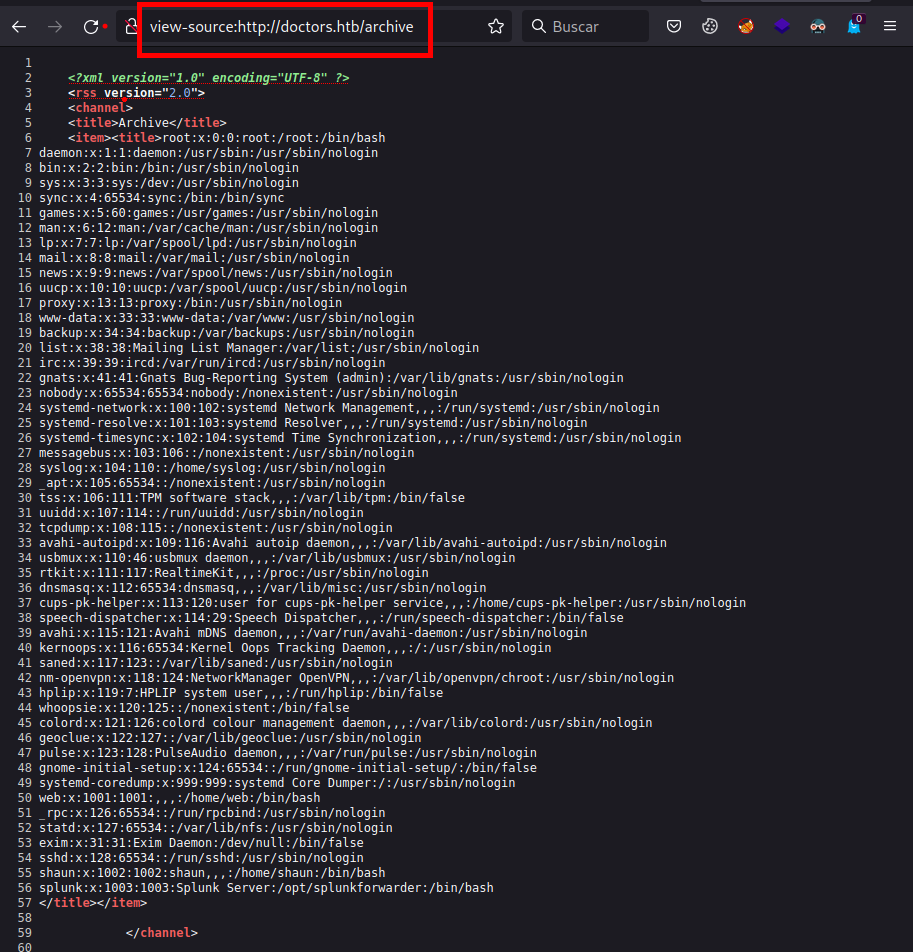 view-source:http://doctors.htb/archive
Buscar
0
1
2 <?xml version="1.0" encoding="UTF-8" ?>
3 <rss version="2.0">
4 <channel>
5 <title>Archive</title>
6 <item><title>root:x:0:0:root:/root:/bin/bash
7 daemon:x:1:1:daemon:/usr/sbin:/usr/sbin/nologin
8 bin:x:2:2:bin:/bin:/usr/sbin/nologin
9 sys:x:3:3:sys:/dev:/usr/sbin/nologin
10 sync:x:4:65534:sync:/bin:/bin/sync
11 games:x:5:60:games:/usr/games:/usr/sbin/nologin
12 man:x:6:12:man:/var/cache/man:/usr/sbin/nologin
13 lp:x:7:7:lp:/var/spool/lpd:/usr/sbin/nologin
14 mail:x:8:8:mail:/var/mail:/usr/sbin/nologin
15 news:x:9:9:news:/var/spool/news:/usr/sbin/nologin
16 uucp:x:10:10:uucp:/var/spool/uucp:/usr/sbin/nologin
17 proxy:x:13:13:proxy:/bin:/usr/sbin/nologin
18 www-data:x:33:33:www-data:/var/www:/usr/sbin/nologin
19 backup:x:34:34:backup:/var/backups:/usr/sbin/nologin
20 list:x:38:38:Mailing List Manager:/var/list:/usr/sbin/nologin
21 irc:x:39:39:ircd:/var/run/ircd:/usr/sbin/nologin
22 gnats:x:41:41:Gnats Bug-Reporting System (admin):/var/lib/gnats:/usr/sbin/nologin
23 nobody:x:65534:65534:nobody:/nonexistent:/usr/sbin/nologin
24 systemd-network:x:100:102:systemd Network Management,,,:/run/systemd:/usr/sbin/nologin
25 systemd-resolve:x:101:103:systemd Resolver,,,:/run/systemd:/usr/sbin/nologin
26 systemd-timesync:x:102:104:systemd Time Synchronization,,,:/run/systemd:/usr/sbin/nologin
27 messagebus:x:103:106::/nonexistent:/usr/sbin/nologin
28 syslog:x:104:110::/home/syslog:/usr/sbin/nologin
29 _apt:x:105:65534::/nonexistent:/usr/sbin/nologin
30 tss:x:106:111:TPM software stack,,,:/var/lib/tpm:/bin/false
31 uuidd:x:107:114::/run/uuidd:/usr/sbin/nologin
32 tcpdump:x:108:115::/nonexistent:/usr/sbin/nologin
33 avahi-autoipd:x:109:116:Avahi autoip daemon,,,:/var/lib/avahi-autoipd:/usr/sbin/nologin
34 usbmux:x:110:46:usbmux daemon,,,:/var/lib/usbmux:/usr/sbin/nologin
35 rtkit:x:111:117:RealtimeKit,,,:/proc:/usr/sbin/nologin
36 dnsmasq:x:112:65534:dnsmasq,,,:/var/lib/misc:/usr/sbin/nologin
37 cups-pk-helper:x:113:120:user for cups-pk-helper service,,,:/home/cups-pk-helper:/usr/sbin/nologin
38 speech-dispatcher:x:114:29:Speech Dispatcher,,,:/run/speech-dispatcher:/bin/false
39 avahi:x:115:121:Avahi mDNS daemon,,,:/var/run/avahi-daemon:/usr/sbin/nologin
40 kernoops:x:116:65534:Kernel Oops Tracking Daemon,,,:/:/usr/sbin/nologin
41 saned:x:117:123::/var/lib/saned:/usr/sbin/nologin
42 nm-openvpn:x:118:124:NetworkManager OpenVPN,,,:/var/lib/openvpn/chroot:/usr/sbin/nologin
43 hplip:x:119:7:HPLIP system user,,,:/run/hplip:/bin/false
44 whoopsie:x:120:125::/nonexistent:/bin/false
45 colord:x:121:126:colord colour management daemon,,,:/var/lib/colord:/usr/sbin/nologin
46 geoclue:x:122:127::/var/lib/geoclue:/usr/sbin/nologin
47 pulse:x:123:128:PulseAudio daemon,,,:/var/run/pulse:/usr/sbin/nologin
48 gnome-initial-setup:x:124:65534::/run/gnome-initial-setup/:/bin/false
49 systemd-coredump:x:999:999:systemd Core Dumper:/:/usr/sbin/nologin
50 web:x:1001:1001:,,,:/home/web:/bin/bash
51 _rpc:x:126:65534::/run/rpcbind:/usr/sbin/nologin
52 statd:x:127:65534::/var/lib/nfs:/usr/sbin/nologin
53 exim:x:31:31:Exim Daemon:/dev/null:/bin/false
54 sshd:x:128:65534::/run/sshd:/usr/sbin/nologin
55 shaun:x:1002:1002:shaun,,,:/home/shaun:/bin/bash
56 splunk:x:1003:1003:Splunk Server:/opt/splunkforwarder:/bin/bash
57 </title></item>
58
59 </channel>
60